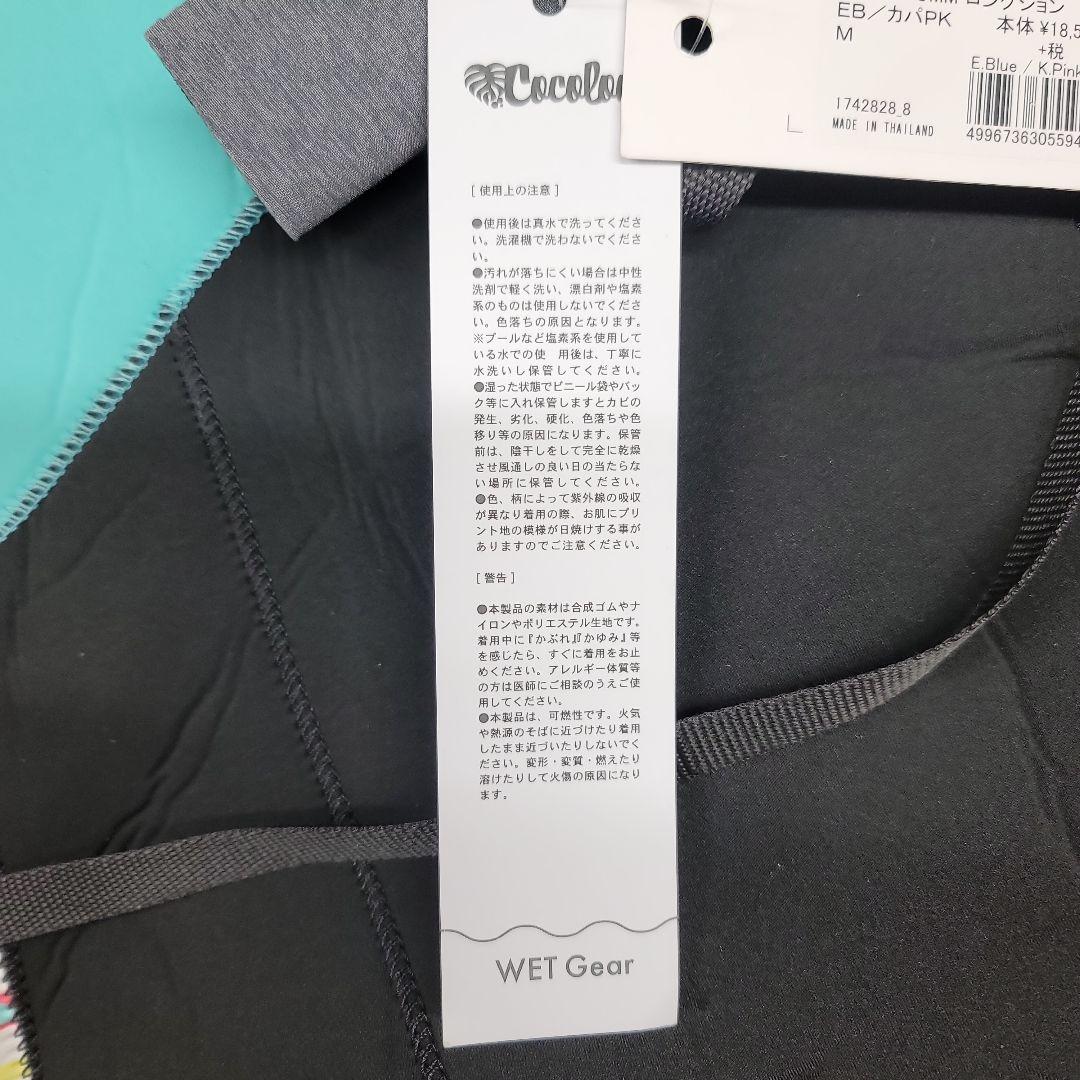 ロングション
EB／カパPK
本体 ¥18,5
M
+税
E.Blue / K.Pink
1742828_8
MADE IN THAILAND
4996736305594
Cocoloc
[ 使用上の注意 ]
●使用後は真水で洗ってくださ
い。洗濯機で洗わないでくださ
い。
●汚れが落ちにくい場合は中性
洗剤で軽く洗い、漂白剤や塩素
系のものは使用しないでくださ
い。色落ちの原因となります。
※プールなど塩素系を使用して
いる水での使　用後は、丁寧に
水洗いし保管してください。
●湿った状態でビニール袋やバッ
ク等に入れ保管しますとカビの
発生、劣化、硬化、色落ちや色
移り等の原因になります。保管
前は、陰干しをして完全に乾燥
させ風通しの良い日の当たらな
い場所に保管してください。
●色、柄によって紫外線の吸収
が異なり着用の際、お肌にプリ
ント地の模様が日焼けする事が
ありますのでご注意ください。
[ 警告 ]
●本製品の素材は合成ゴムやナ
イロンやポリエステル生地です。
着用中に『かぶれ』『かゆみ』等
を感じたら、すぐに着用をお止
めください。アレルギー体質等
の方は医師にご相談のうえご使
用してください。
●本製品は、可燃性です。火気
や熱源のそばに近づけたり着用
したまま近づいたりしないでく
ださい。変形・変質・燃えたり
溶けたりして火傷の原因になり
ます。
WET Gear